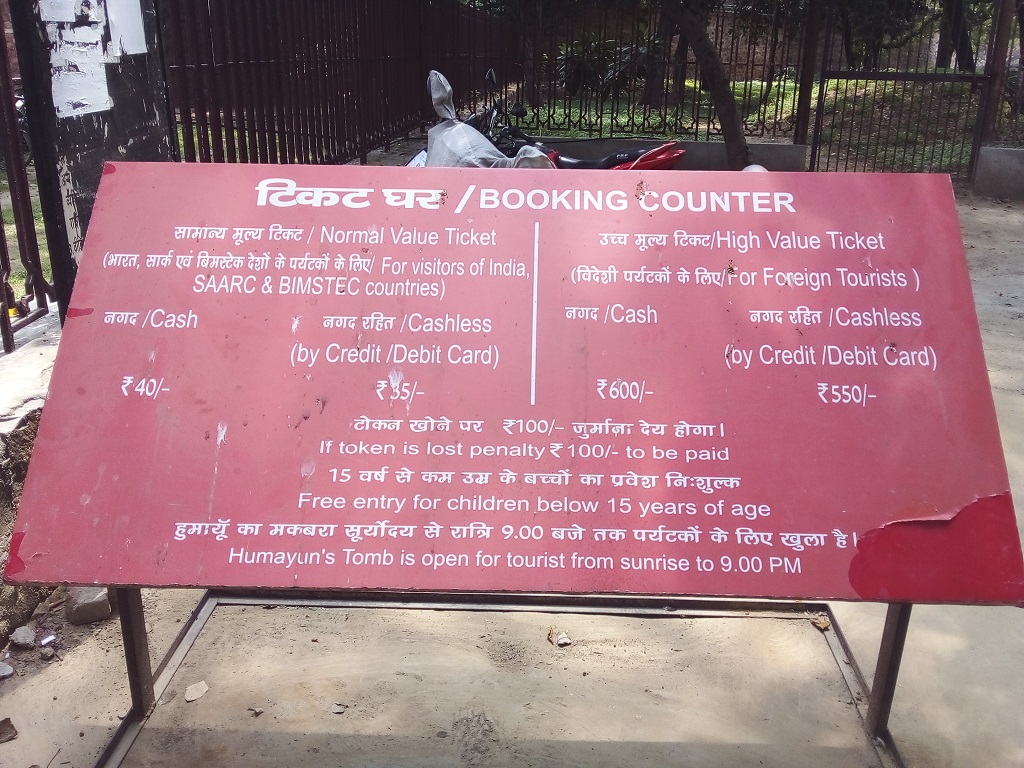 टिकट घर / BOOKING COUNTER
सामान्य मूल्य टिकट / Normal Value Ticket
(भारत, सार्क एवं बिमस्टेक देशों के पर्यटकों के लिए/ For visitors of India,
SAARC & BIMSTEC countries)
नगद /Cash
नगद रहित /Cashless
(by Credit /Debit Card)
₹40/-
₹35/-
उच्च मूल्य टिकट/High Value Ticket
(विदेशी पर्यटकों के लिए/For Foreign Tourists )
नगद /Cash
नगद रहित /Cashless
(by Credit /Debit Card)
₹600/-
₹550/-
टोकन खोने पर ₹100/- जुर्माना देय होगा।
If token is lost penalty ₹100/- to be paid
15 वर्ष से कम उम्र के बच्चों का प्रवेश निःशुल्क
Free entry for children below 15 years of age
हुमायूँ का मकबरा सूर्योदय से रात्रि 9.00 बजे तक पर्यटकों के लिए खुला है।
Humayun's Tomb is open for tourist from sunrise to 9.00 PM